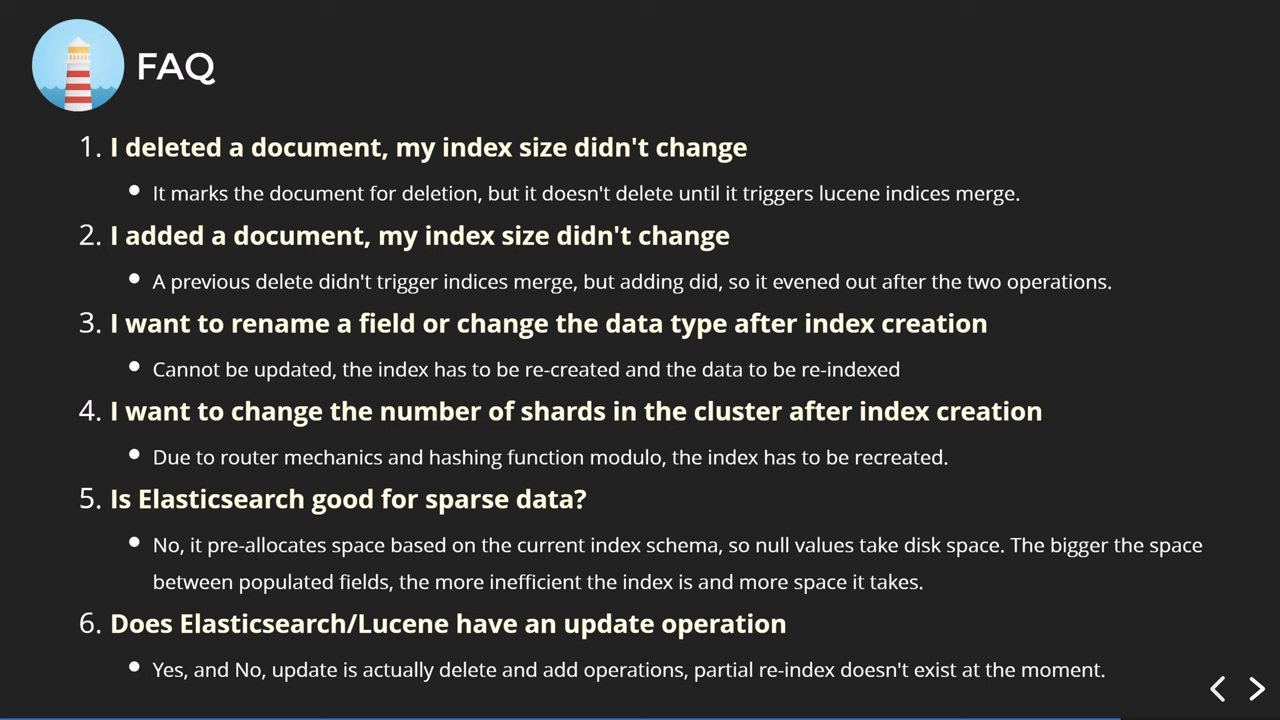 FAQ
1. I deleted a document, my index size didn't change
• It marks the document for deletion, but it doesn't delete until it triggers lucene indices merge.
2. I added a document, my index size didn't change
• A previous delete didn't trigger indices merge, but adding did, so it evened out after the two operations.
3. I want to rename a field or change the data type after index creation
• Cannot be updated, the index has to be re-created and the data to be re-indexed
4. I want to change the number of shards in the cluster after index creation
• Due to router mechanics and hashing function modulo, the index has to be recreated.
5. Is Elasticsearch good for sparse data?
• No, it pre-allocates space based on the current index schema, so null values take disk space. The bigger the space
between populated fields, the more inefficient the index is and more space it takes.
6. Does Elasticsearch/Lucene have an update operation
• Yes, and No, update is actually delete and add operations, partial re-index doesn't exist at the moment.